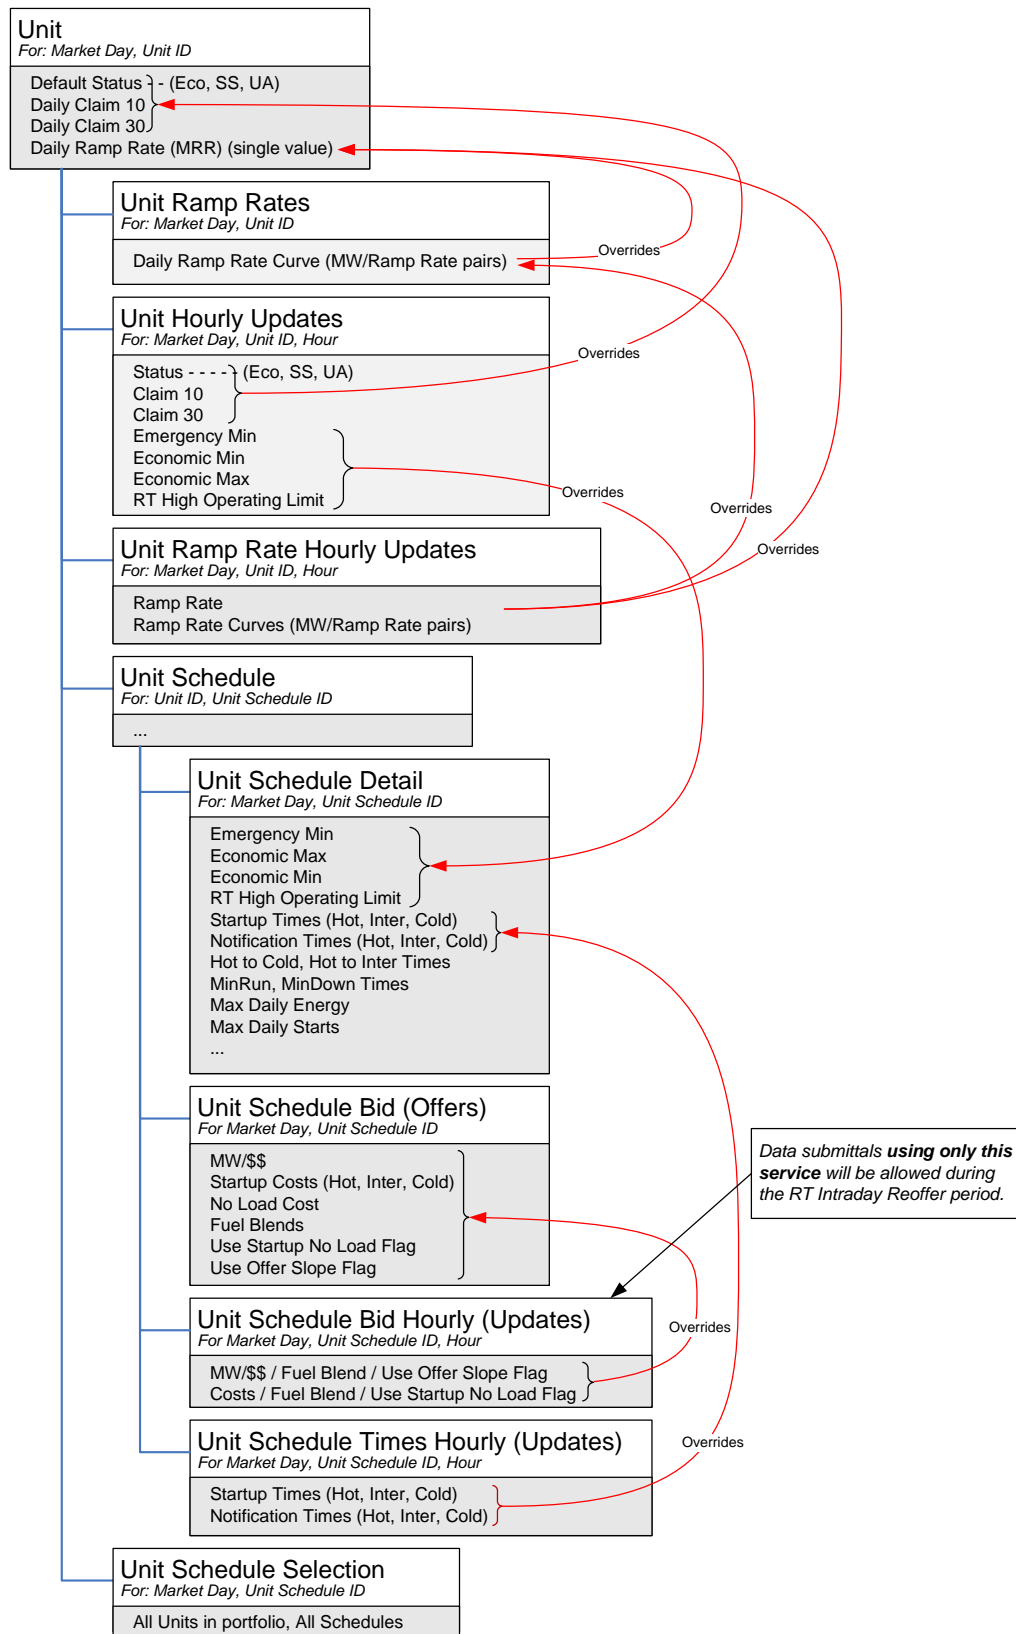 Unit
For: Market Day, Unit ID
Default Status - - (Eco, SS, UA)
Daily Claim 10
Daily Claim 30
Daily Ramp Rate (MRR) (single value)
Unit Ramp Rates
For: Market Day, Unit ID
Daily Ramp Rate Curve (MW/Ramp Rate pairs)
Overrides
Unit Hourly Updates
For: Market Day, Unit ID, Hour
Status - - - - - (Eco, SS, UA)
Claim 10
Claim 30
Emergency Min
Economic Min
Economic Max
RT High Operating Limit
Overrides
Overrides
Overrides
Overrides
Unit Ramp Rate Hourly Updates
For: Market Day, Unit ID, Hour
Ramp Rate
Ramp Rate Curves (MW/Ramp Rate pairs)
Unit Schedule
For: Unit ID, Unit Schedule ID
...
Unit Schedule Detail
For: Market Day, Unit Schedule ID
Emergency Min
Economic Max
Economic Min
RT High Operating Limit
Startup Times (Hot, Inter, Cold)
Notification Times (Hot, Inter, Cold)
Hot to Cold, Hot to Inter Times
MinRun, MinDown Times
Max Daily Energy
Max Daily Starts
...
Unit Schedule Bid (Offers)
For Market Day, Unit Schedule ID
MW/$$
Startup Costs (Hot, Inter, Cold)
No Load Cost
Fuel Blends
Use Startup No Load Flag
Use Offer Slope Flag
Data submittals using only this
service will be allowed during
the RT Intraday Reoffer period.
Unit Schedule Bid Hourly (Updates)
For Market Day, Unit Schedule ID, Hour
MW/$$ / Fuel Blend / Use Offer Slope Flag
Costs / Fuel Blend / Use Startup No Load Flag
Overrides
Unit Schedule Times Hourly (Updates)
For Market Day, Unit Schedule ID, Hour
Startup Times (Hot, Inter, Cold)
Notification Times (Hot, Inter, Cold)
Overrides
Unit Schedule Selection
For: Market Day, Unit Schedule ID
All Units in portfolio, All Schedules